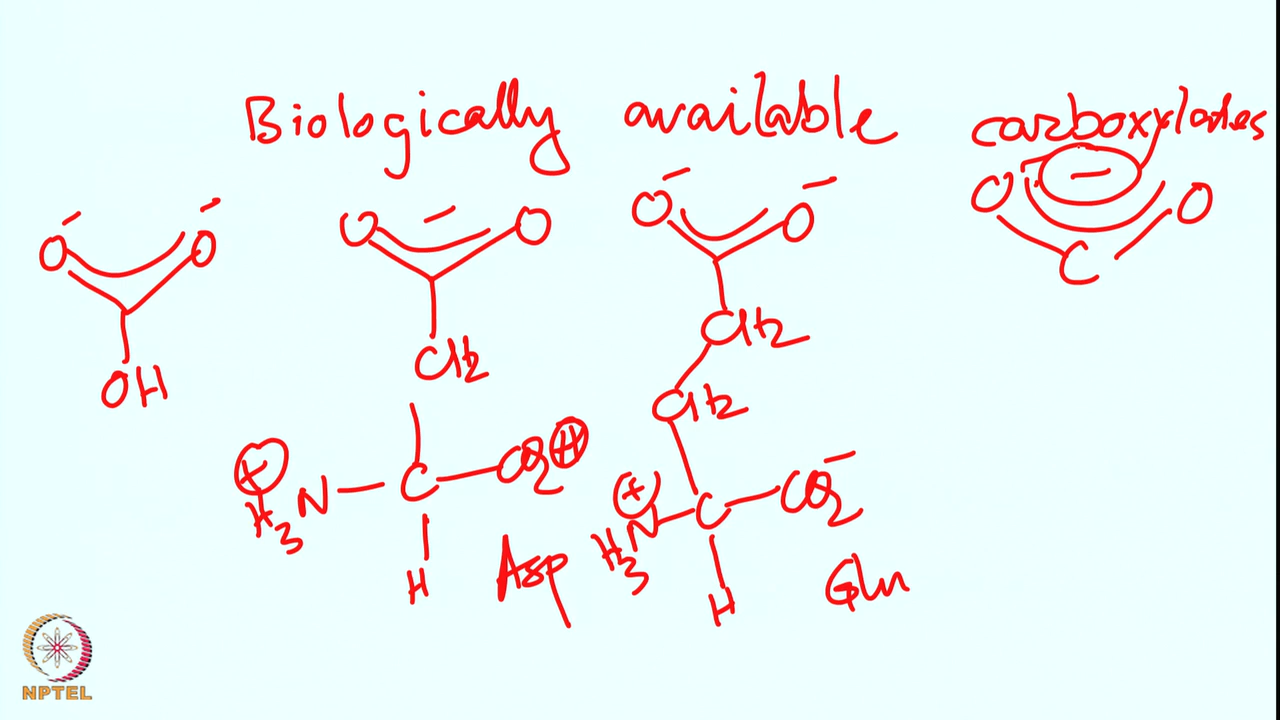 Biologically available carboxylates
O⁻ O⁻ O − O O⁻ O⁻ O − O
C
OH CH2 CH2
CH2
+ H3N C CO2 H + H3N C CO2⁻
H Asp H Glu
NPTEL